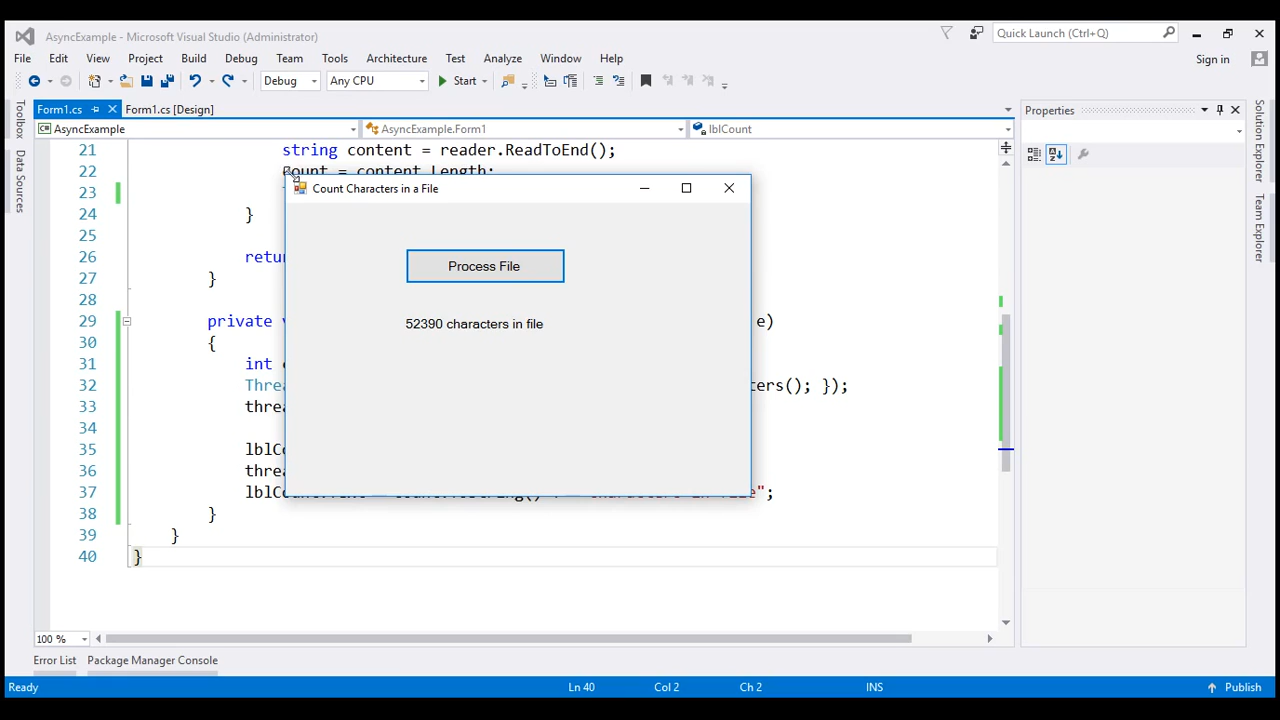 AsyncExample - Microsoft Visual Studio (Administrator)
Quick Launch (Ctrl+Q)
File Edit View Project Build Debug Team Tools Architecture Test Analyze Window Help
Sign in
Debug Any CPU Start
Form1.cs Form1.cs [Design]
AsyncExample AsyncExample.Form1 lblCount
Properties
Toolbox
Data Sources
Solution Explorer
Team Explorer
21 string content = reader.ReadToEnd();
22 count = content.Length;
23
24 }
25
26 retu
27 }
28
29 private v e)
30 {
31 int c
32 Threa ters(); });
33 threa
34
35 lblCo
36 threa
37 ";
38 }
39 }
40 }
Count Characters in a File
Process File
52390 characters in file
100 %
Error List Package Manager Console
Ready Ln 40 Col 2 Ch 2 INS Publish